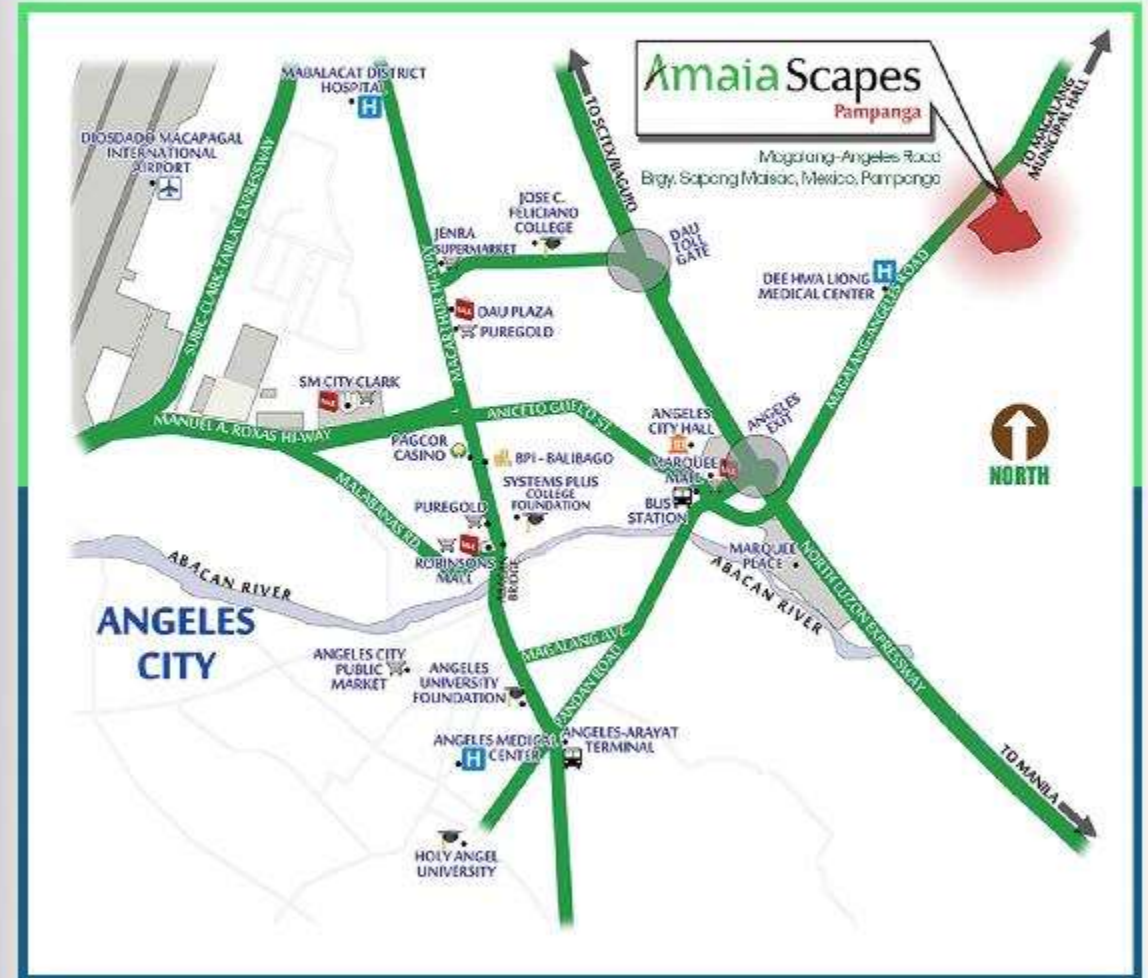 MABALACAT DISTRICT
HOSPITAL
H
DIOSDADO MACAPAGAL
INTERNATIONAL
AIRPORT
SUBIC-CLARK-TARLAC EXPRESSWAY
TO SCTEX/BAGUIO
Amaia Scapes
Pampanga
Magalang-Angeles Road
Brgy. Sapang Maisac, Mexico, Pampanga
TO MAGALANG
MUNICIPAL HALL
JOSE C.
FELICIANO
COLLEGE
JENRA
SUPERMARKET
DAU
TOLL
GATE
DEE HWA LIONG
MEDICAL CENTER
H
MAGALANG-ANGELES ROAD
MACARTHUR HI-WAY
SALE
DAU PLAZA
PUREGOLD
SM CITY CLARK
SALE
MANUEL A. ROXAS HI-WAY
ANICETO GUECO ST.
ANGELES
CITY HALL
ANGELES
EXIT
PAGCOR
CASINO
BPI - BALIBAGO
MARQUEE
MALL
SALE
NORTH
MALABANAS RD.
PUREGOLD
SYSTEMS PLUS
COLLEGE
FOUNDATION
BUS
STATION
SALE
ROBINSONS
MALL
BRIDGE
MARQUEE
PLACE
ABACAN RIVER
ABACAN RIVER
NORTH LUZON EXPRESSWAY
ANGELES
CITY
MAGALANG AVE.
PANDAN ROAD
ANGELES CITY
PUBLIC
MARKET
ANGELES
UNIVERSITY
FOUNDATION
ANGELES MEDICAL
CENTER
H
ANGELES-ARAYAT
TERMINAL
TO MANILA
HOLY ANGEL
UNIVERSITY